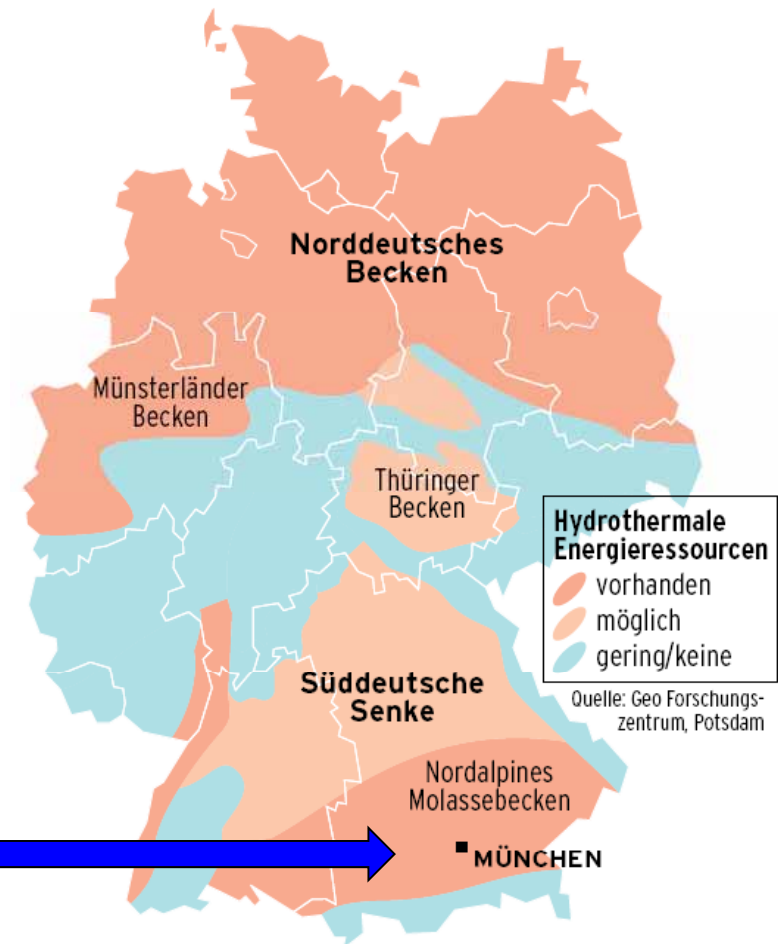 Norddeutsches
Becken
Münsterländer
Becken
Thüringer
Becken
Hydrothermale
Energieressourcen
vorhanden
möglich
gering/keine
Quelle: Geo Forschungs-
zentrum, Potsdam
Süddeutsche
Senke
Nordalpines
Molassebecken
MÜNCHEN